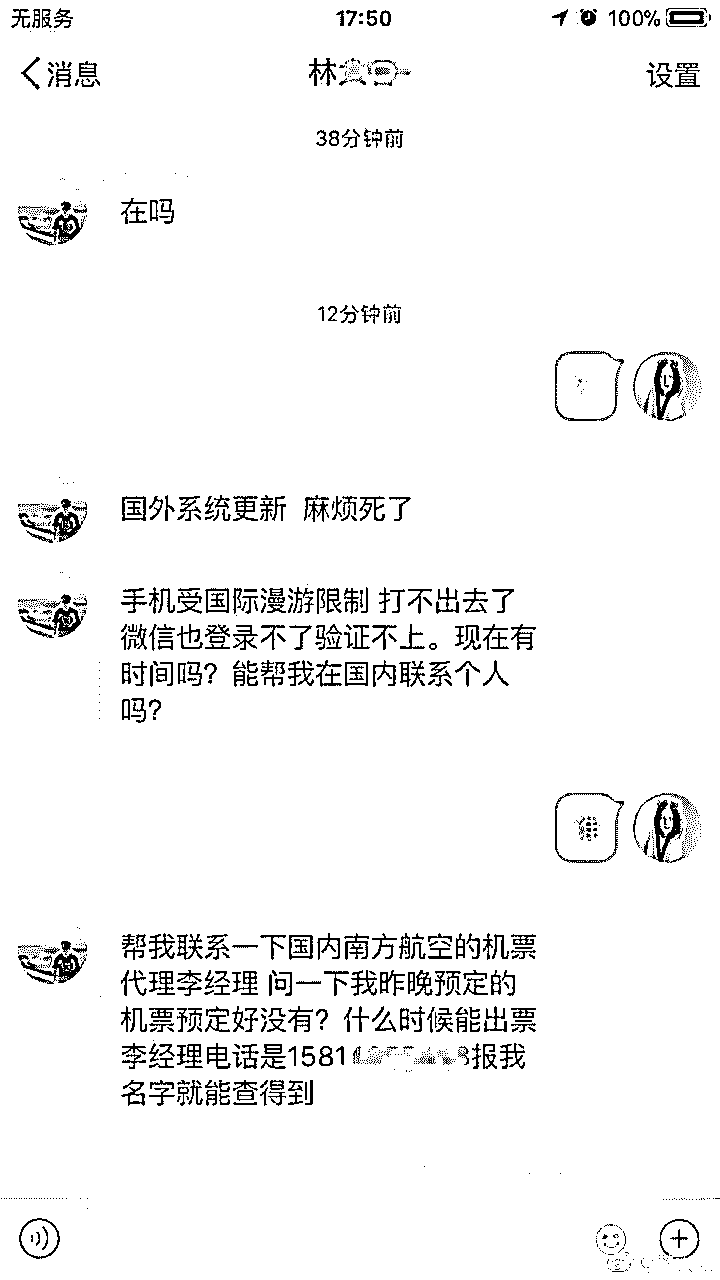 无服务
17:50
100%
消息
林
设置
38分钟前
在吗
12分钟前
国外系统更新 麻烦死了
手机受国际漫游限制 打不出去了
微信也登录不了验证不上。现在有
时间吗？能帮我在国内联系个人
吗？
帮我联系一下国内南方航空的机票
代理李经理 问一下我昨晚预定的
机票预定好没有？什么时候能出票
李经理电话是1581报我
名字就能查得到